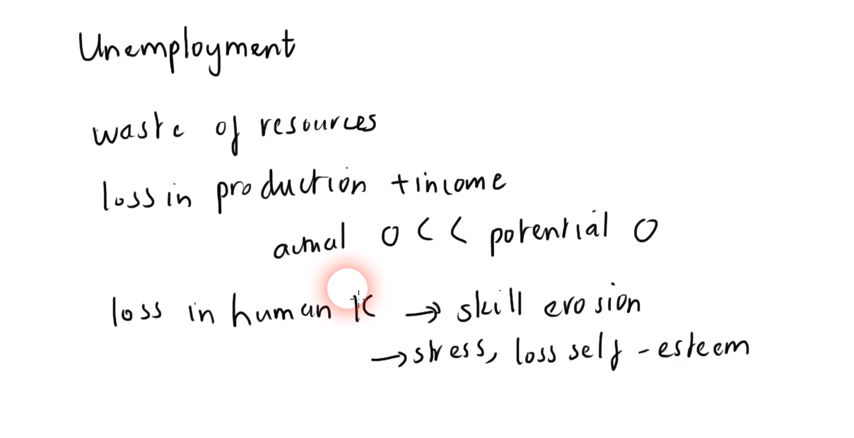 Unemployment
waste of resources
loss in production + income
actual O < < potential O
loss in human K → skill erosion
→ stress, loss self-esteem